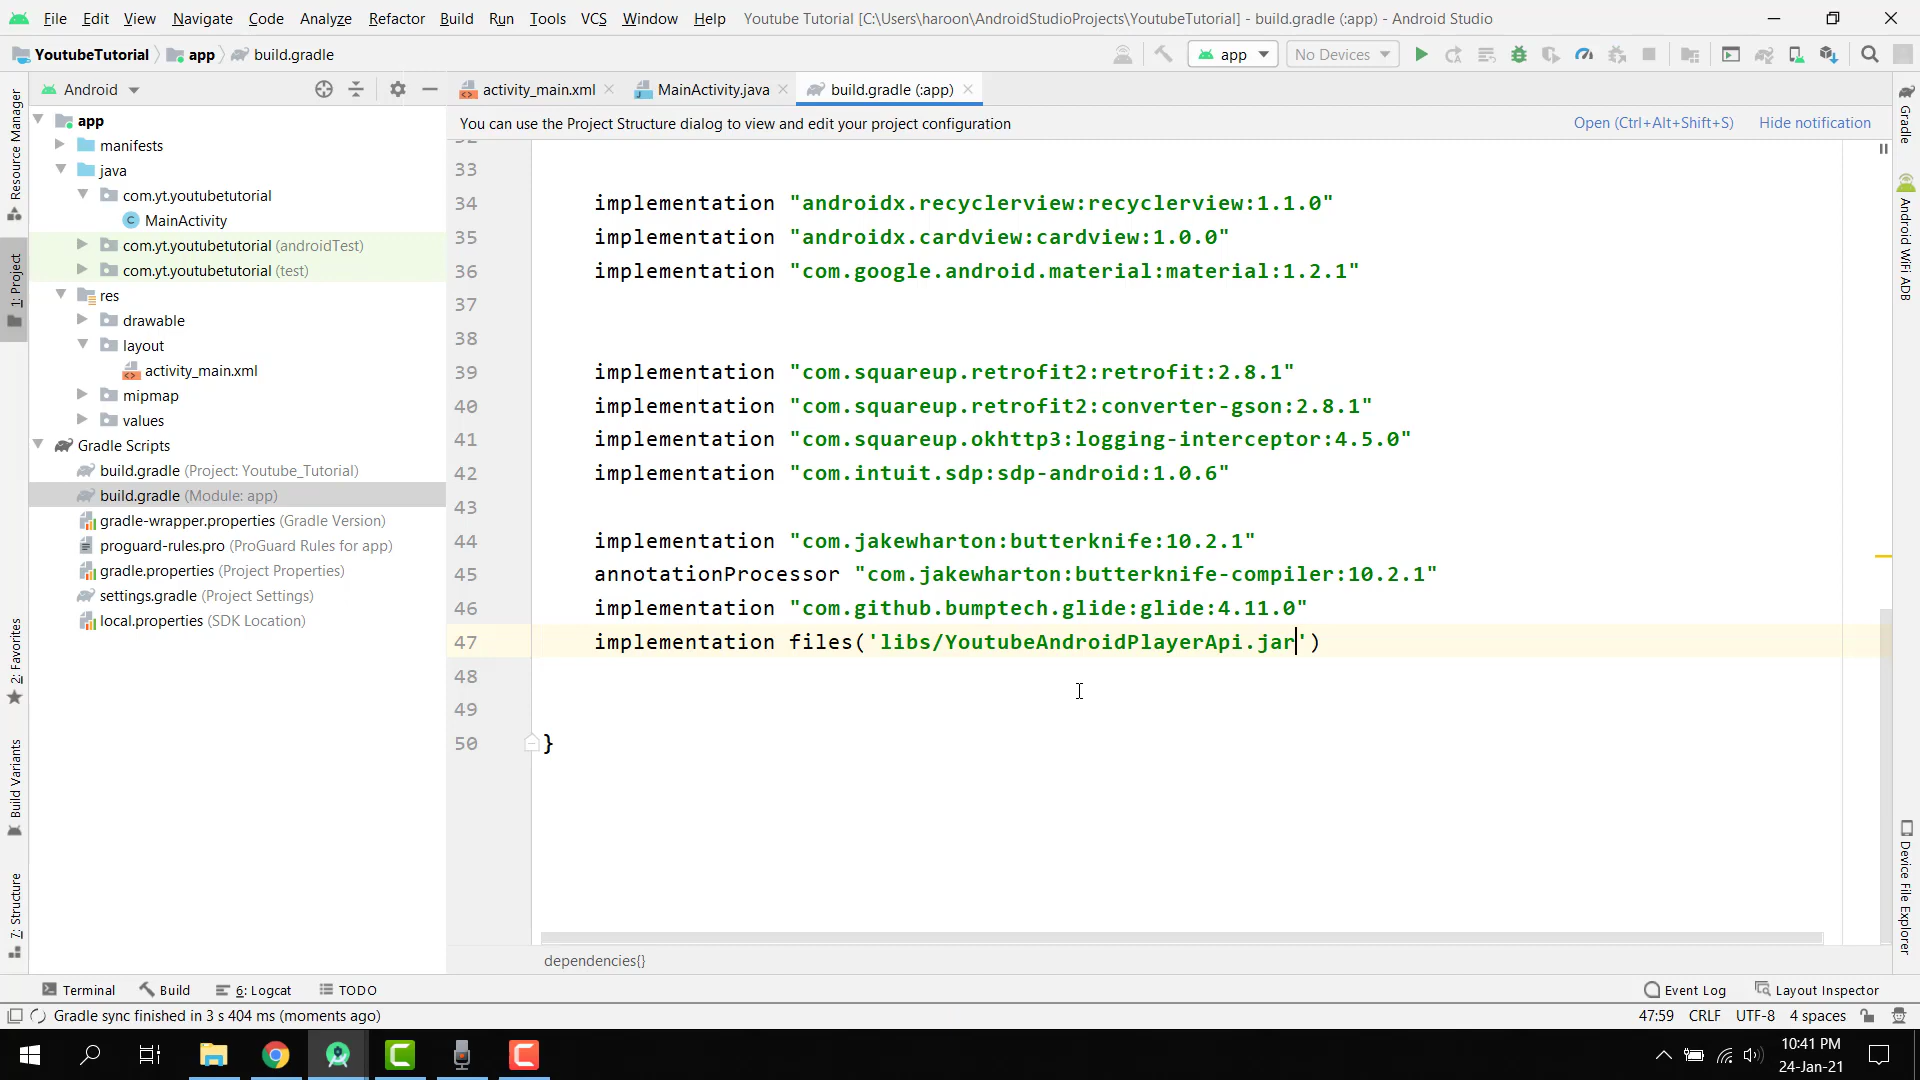 File Edit View Navigate Code Analyze Refactor Build Run Tools VCS Window Help Youtube Tutorial [C:\Users\haroon\AndroidStudioProjects\YoutubeTutorial] - build.gradle (:app) - Android Studio
YoutubeTutorial app build.gradle app No Devices
Android activity_main.xml MainActivity.java build.gradle (:app)
You can use the Project Structure dialog to view and edit your project configuration Open (Ctrl+Alt+Shift+S) Hide notification
Resource Manager
1: Project
2: Favorites
Build Variants
7: Structure
app
manifests
java
com.yt.youtubetutorial
MainActivity
com.yt.youtubetutorial (androidTest)
com.yt.youtubetutorial (test)
res
drawable
layout
activity_main.xml
mipmap
values
Gradle Scripts
build.gradle (Project: Youtube_Tutorial)
build.gradle (Module: app)
gradle-wrapper.properties (Gradle Version)
proguard-rules.pro (ProGuard Rules for app)
gradle.properties (Project Properties)
settings.gradle (Project Settings)
local.properties (SDK Location)
32
33
34 implementation "androidx.recyclerview:recyclerview:1.1.0"
35 implementation "androidx.cardview:cardview:1.0.0"
36 implementation "com.google.android.material:material:1.2.1"
37
38
39 implementation "com.squareup.retrofit2:retrofit:2.8.1"
40 implementation "com.squareup.retrofit2:converter-gson:2.8.1"
41 implementation "com.squareup.okhttp3:logging-interceptor:4.5.0"
42 implementation "com.intuit.sdp:sdp-android:1.0.6"
43
44 implementation "com.jakewharton:butterknife:10.2.1"
45 annotationProcessor "com.jakewharton:butterknife-compiler:10.2.1"
46 implementation "com.github.bumptech.glide:glide:4.11.0"
47 implementation files('libs/YoutubeAndroidPlayerApi.jar')
48
49
50 }
dependencies{}
Gradle
Android WiFi ADB
Device File Explorer
Terminal Build 6: Logcat TODO Event Log Layout Inspector
Gradle sync finished in 3 s 404 ms (moments ago) 47:59 CRLF UTF-8 4 spaces
10:41 PM
24-Jan-21